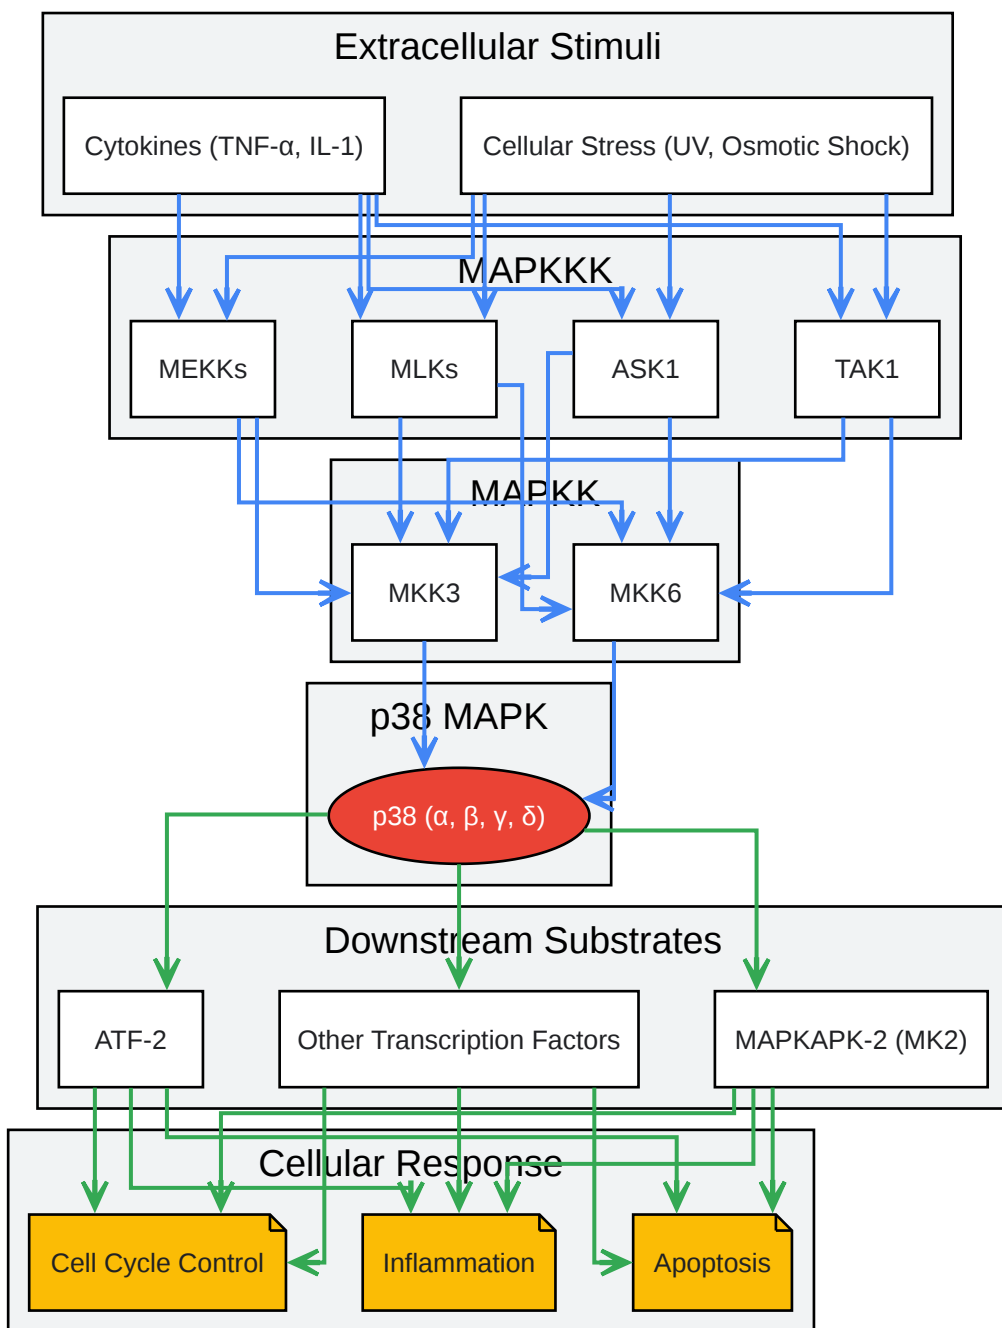 Extracellular Stimuli
Cytokines (TNF-α, IL-1)
Cellular Stress (UV, Osmotic Shock)
MAPKKK
MEKKs
MLKs
ASK1
TAK1
MAPKK
MKK3
MKK6
p38 MAPK
p38 (α, β, γ, δ)
Downstream Substrates
ATF-2
Other Transcription Factors
MAPKAPK-2 (MK2)
Cellular Response
Cell Cycle Control
Inflammation
Apoptosis